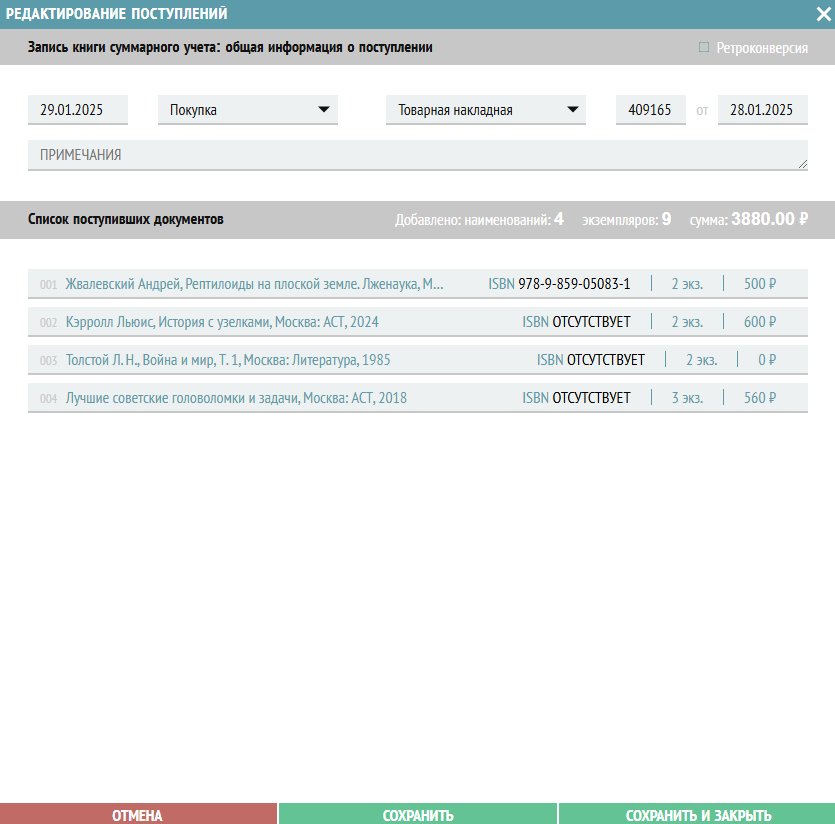 РЕДАКТИРОВАНИЕ ПОСТУПЛЕНИЙ
Запись книги суммарного учета: общая информация о поступлении Ретроконверсия
29.01.2025 Покупка Товарная накладная 409165 от 28.01.2025
ПРИМЕЧАНИЯ
Список поступивших документов Добавлено: наименований: 4 экземпляров: 9 сумма: 3880.00 ₽
001 Жвалевский Андрей, Рептилоиды на плоской земле. Лженаука, М... ISBN 978-9-859-05083-1 2 экз. 500 ₽
002 Кэрролл Льюис, История с узелками, Москва: АСТ, 2024 ISBN ОТСУТСТВУЕТ 2 экз. 600 ₽
003 Толстой Л. Н., Война и мир, Т. 1, Москва: Литература, 1985 ISBN ОТСУТСТВУЕТ 2 экз. 0 ₽
004 Лучшие советские головоломки и задачи, Москва: АСТ, 2018 ISBN ОТСУТСТВУЕТ 3 экз. 560 ₽
ОТМЕНА СОХРАНИТЬ СОХРАНИТЬ И ЗАКРЫТЬ